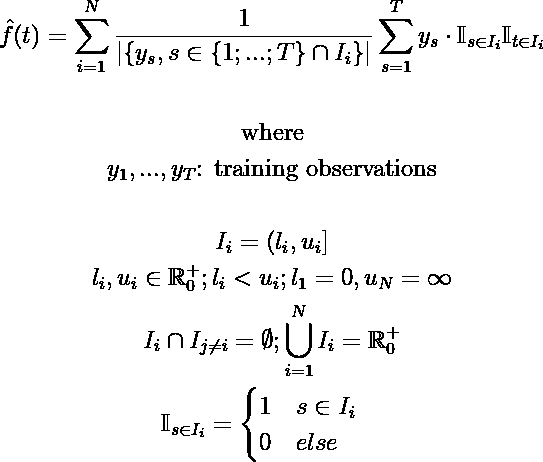 $$\hat{f}(t) = \sum_{i=1}^{N} \frac{1}{|\{y_s, s \in \{1; ...; T\} \cap I_i\}|} \sum_{s=1}^{T} y_s \cdot \mathbb{I}_{s \in I_i} \mathbb{I}_{t \in I_i}$$
where
$y_1, ..., y_T$: training observations
$$I_i = (l_i, u_i]$$
$$l_i, u_i \in \mathbb{R}_0^+; l_i < u_i; l_1 = 0, u_N = \infty$$
$$I_i \cap I_{j \neq i} = \emptyset; \bigcup_{i=1}^{N} I_i = \mathbb{R}_0^+$$
$$\mathbb{I}_{s \in I_i} = \begin{cases} 1 & s \in I_i \\ 0 & else \end{cases}$$